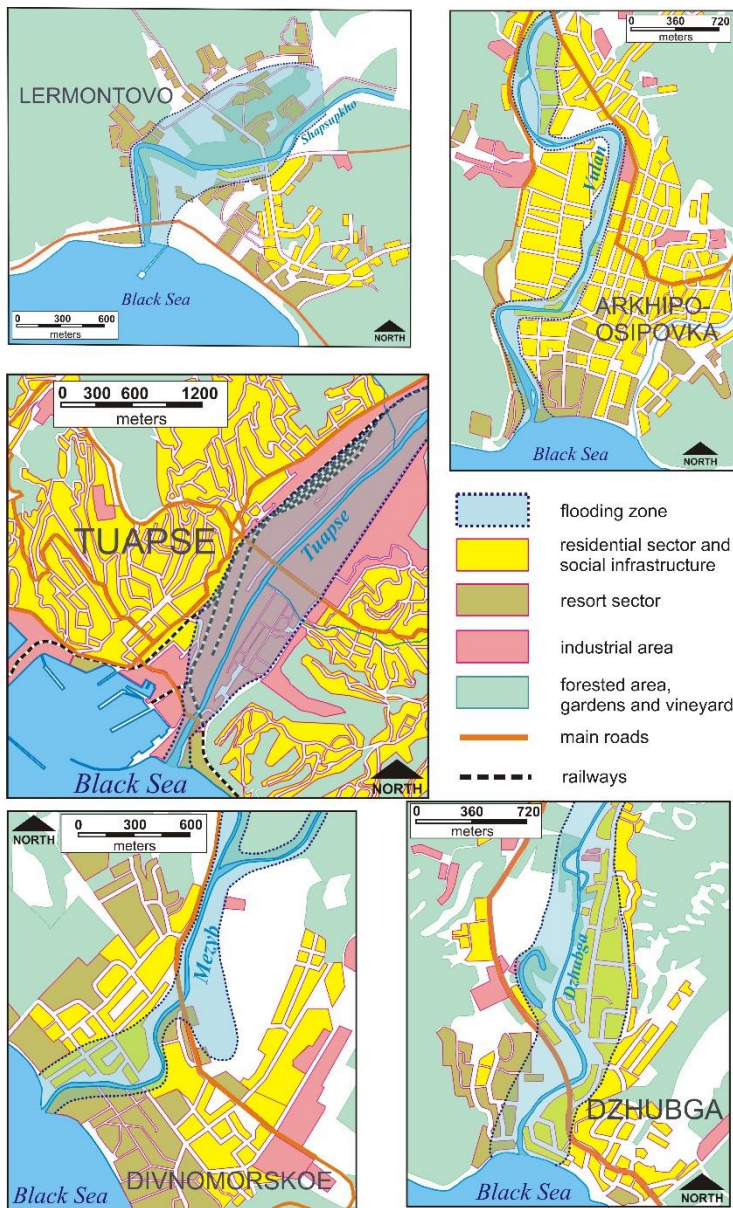 LERMONTOVO
Shapsupkho
Black Sea
0 300 600
meters
NORTH
0 360 720
meters
Vulan
ARKHIPO-
OSIPOVKA
Black Sea
NORTH
0 300 600 1200
meters
TUAPSE
Tuapse
Black Sea
NORTH
flooding zone
residential sector and
social infrastructure
resort sector
industrial area
forested area,
gardens and vineyard
main roads
railways
NORTH
0 300 600
meters
Mezyb
DIVNOMORSKOE
Black Sea
0 360 720
meters
Dzhubga
DZHUBGA
Black Sea
NORTH